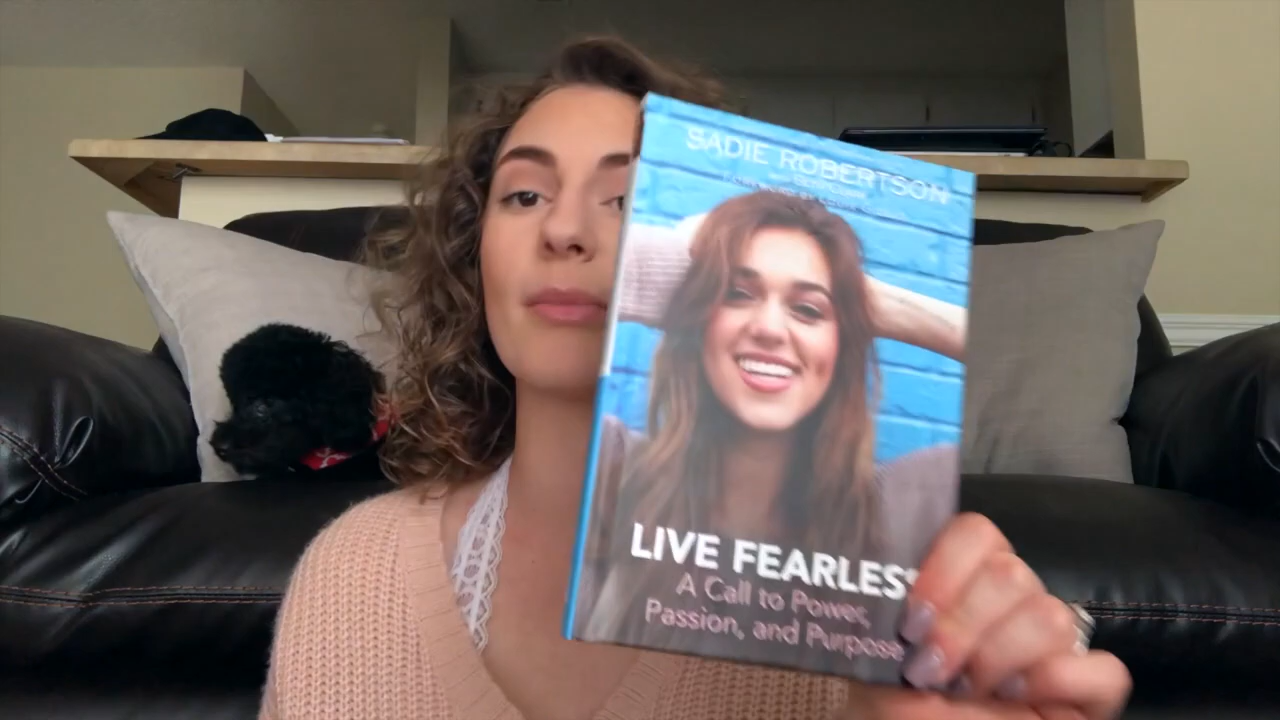 SADIE ROBERTSON
LIVE FEARLESS
A Call to Power,
Passion, and Purpose